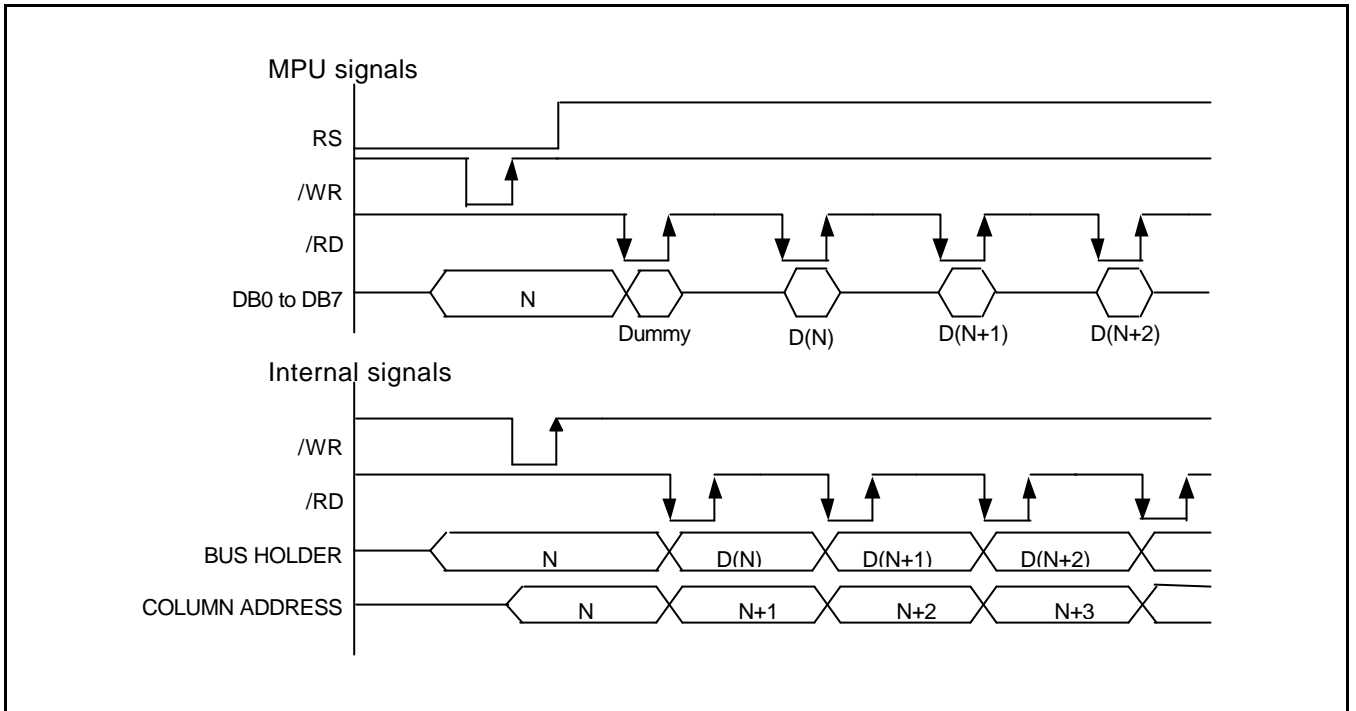 MPU signals
RS
/WR
/RD
DB0 to DB7
N
Dummy
D(N)
D(N+1)
D(N+2)
Internal signals
/WR
/RD
BUS HOLDER
N
D(N)
D(N+1)
D(N+2)
COLUMN ADDRESS
N
N+1
N+2
N+3